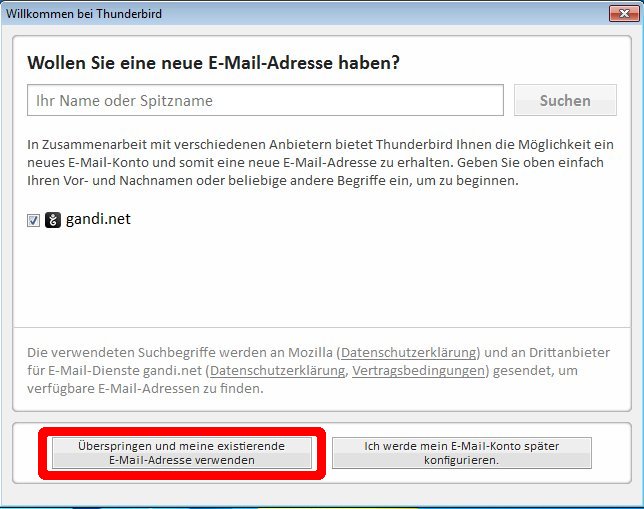 Willkommen bei Thunderbird
Wollen Sie eine neue E-Mail-Adresse haben?
Ihr Name oder Spitzname
Suchen
In Zusammenarbeit mit verschiedenen Anbietern bietet Thunderbird Ihnen die Möglichkeit ein
neues E-Mail-Konto und somit eine neue E-Mail-Adresse zu erhalten. Geben Sie oben einfach
Ihren Vor- und Nachnamen oder beliebige andere Begriffe ein, um zu beginnen.
gandi.net
Die verwendeten Suchbegriffe werden an Mozilla (Datenschutzerklärung) und an Drittanbieter
für E-Mail-Dienste gandi.net (Datenschutzerklärung, Vertragsbedingungen) gesendet, um
verfügbare E-Mail-Adressen zu finden.
Überspringen und meine existierende
E-Mail-Adresse verwenden
Ich werde mein E-Mail-Konto später
konfigurieren.